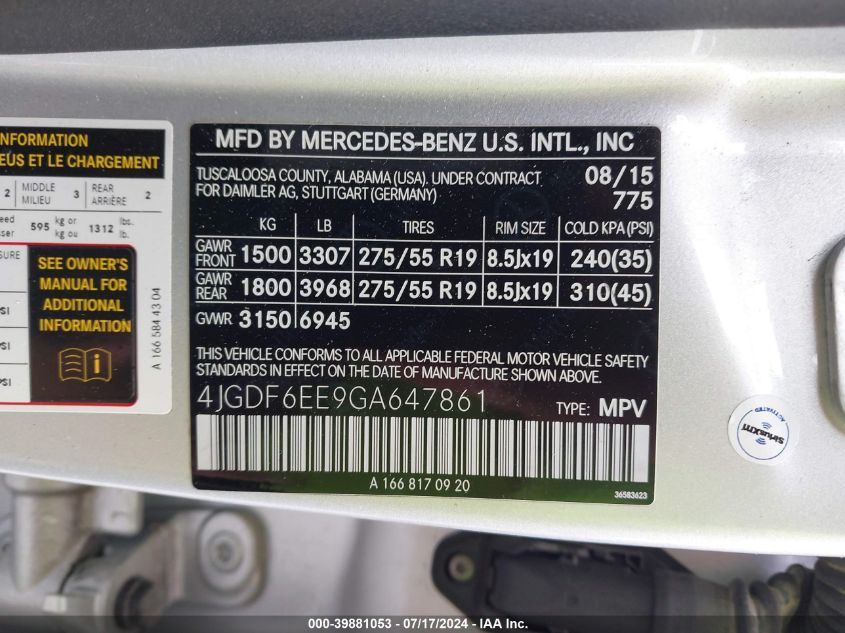 INFORMATION
EUS ET LE CHARGEMENT
2 MIDDLE MILIEU 3 REAR ARRIÈRE 2
595 kg or kg ou 1312 lbs. lb.
SEE OWNER'S
MANUAL FOR
ADDITIONAL
INFORMATION
A 166 584 43 04
MFD BY MERCEDES-BENZ U.S. INTL., INC
TUSCALOOSA COUNTY, ALABAMA (USA). UNDER CONTRACT 08/15
FOR DAIMLER AG, STUTTGART (GERMANY) 775
KG LB TIRES RIM SIZE COLD KPA (PSI)
GAWR FRONT 1500 3307 275/55 R19 8.5Jx19 240(35)
GAWR REAR 1800 3968 275/55 R19 8.5Jx19 310(45)
GWR 3150 6945
THIS VEHICLE CONFORMS TO ALL APPLICABLE FEDERAL MOTOR VEHICLE SAFETY
STANDARDS IN EFFECT ON THE DATE OF MANUFACTURE SHOWN ABOVE.
4JGDF6EE9GA647861 TYPE: MPV
A 166 817 09 20
36583623
ACTIVATED
SiriusXM
000-39881053 / 07/17/2024 - IAA Inc.